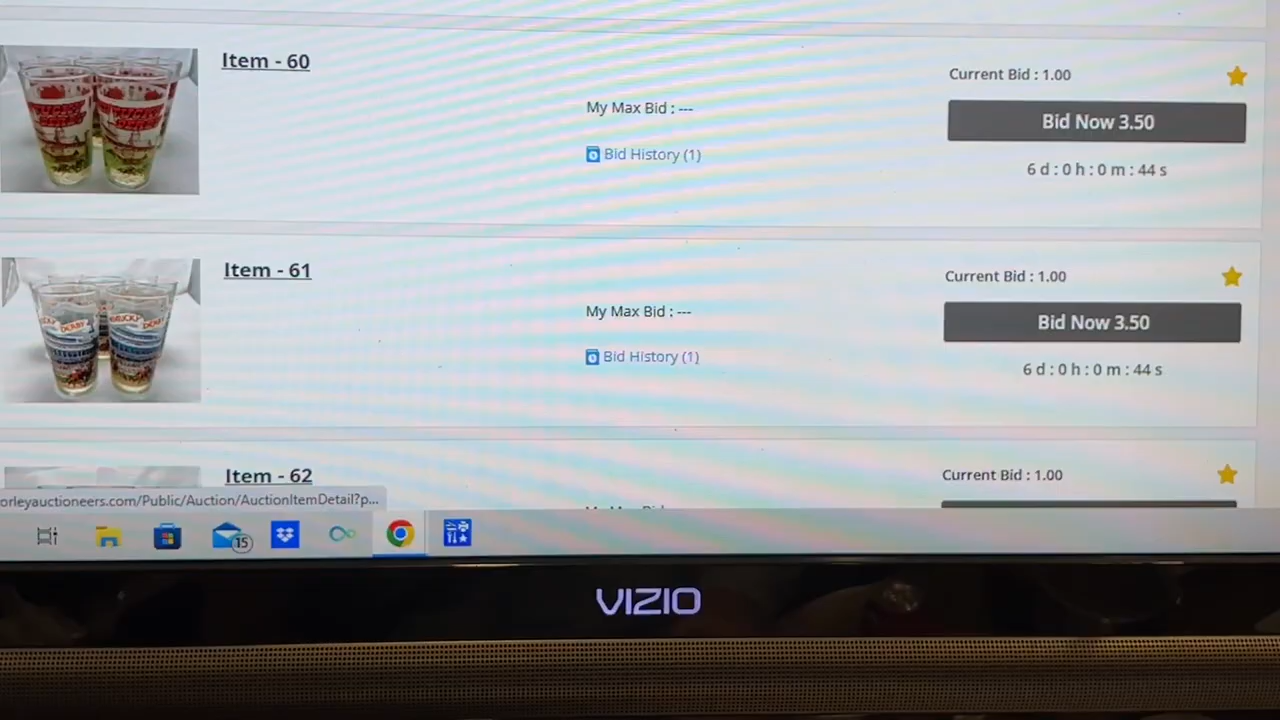 Item - 60
Current Bid : 1.00
My Max Bid : ---
Bid Now 3.50
Bid History (1)
6 d : 0 h : 0 m : 44 s
Item - 61
Current Bid : 1.00
My Max Bid : ---
Bid Now 3.50
Bid History (1)
6 d : 0 h : 0 m : 44 s
DERBY
Item - 62
Current Bid : 1.00
orleyauctioneers.com/Public/Auction/AuctionItemDetail?p...
15
VIZIO